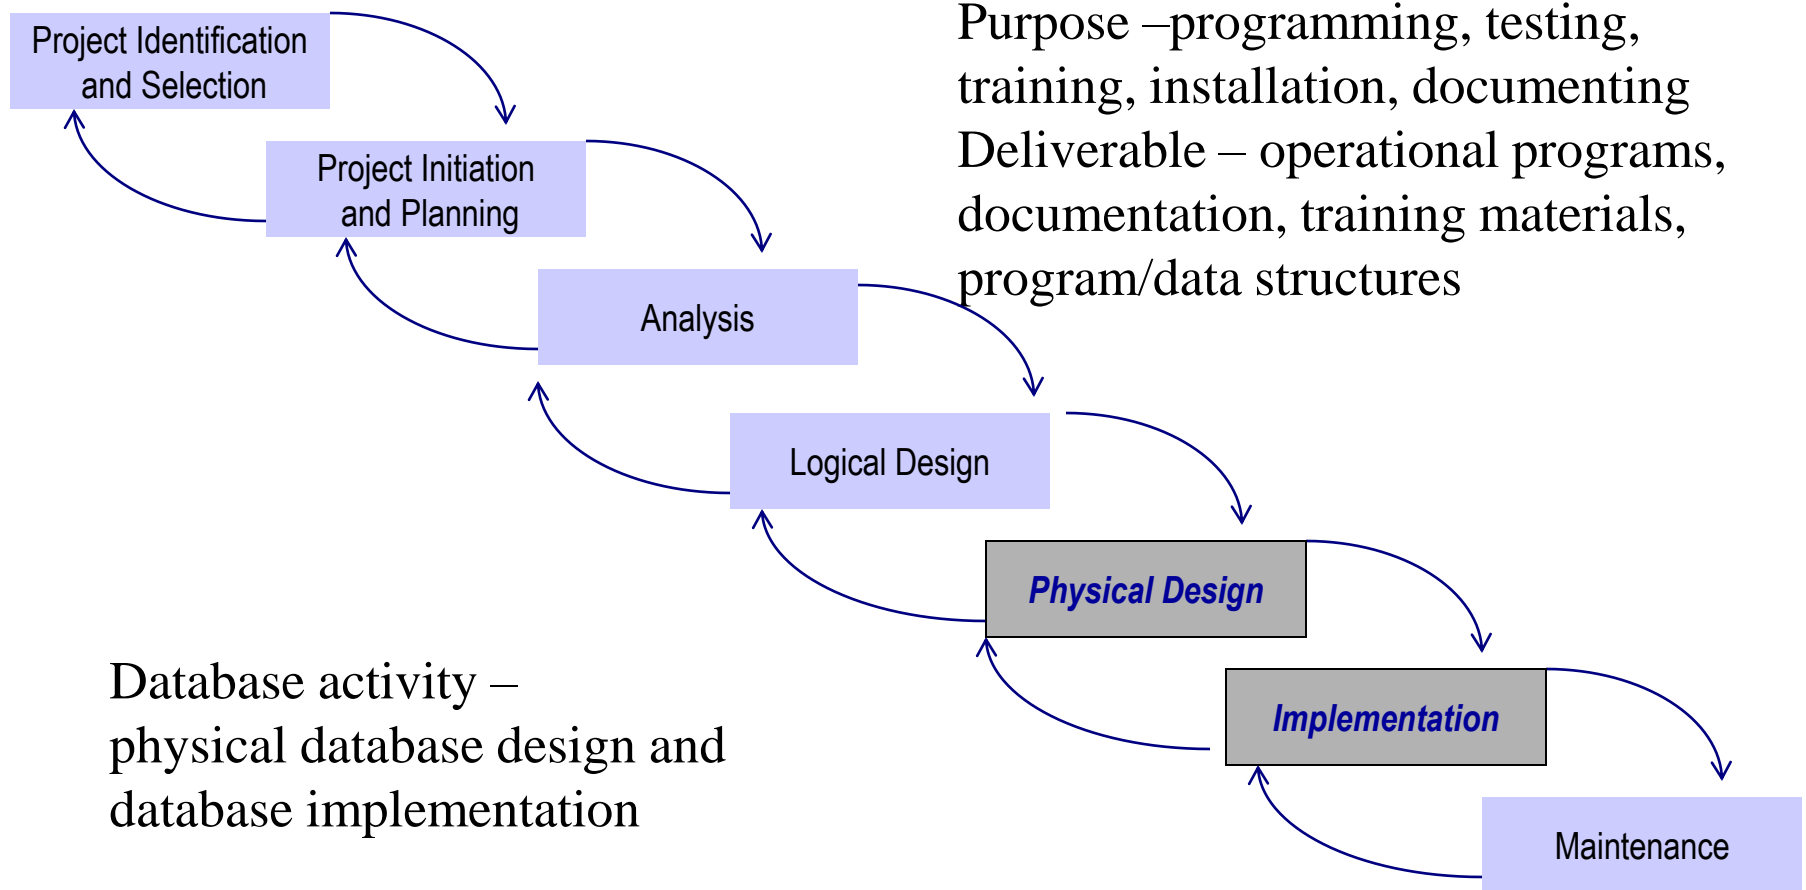 Project Identification
and Selection
Purpose –programming, testing,
training, installation, documenting
Deliverable – operational programs,
documentation, training materials,
program/data structures
Project Initiation
and Planning
Analysis
Logical Design
Physical Design
Implementation
Maintenance
Database activity –
physical database design and
database implementation